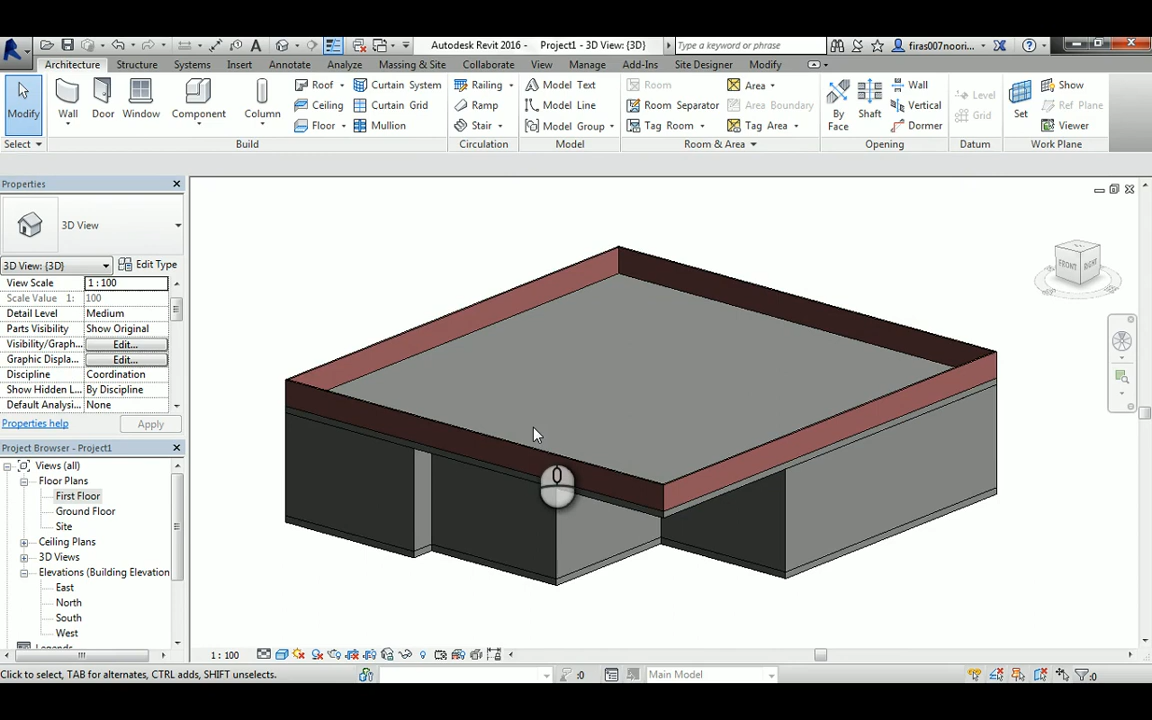 Autodesk Revit 2016 - Project1 - 3D View: {3D}
Type a keyword or phrase
firas007noori...
Architecture Structure Systems Insert Annotate Analyze Massing & Site Collaborate View Manage Add-Ins Site Designer Modify
Modify
Wall
Door
Window
Component
Column
Roof
Ceiling
Floor
Curtain System
Curtain Grid
Mullion
Railing
Ramp
Stair
Model Text
Model Line
Model Group
Room
Room Separator
Tag Room
Area
Area Boundary
Tag Area
By
Face
Shaft
Wall
Vertical
Dormer
Level
Grid
Set
Show
Ref Plane
Viewer
Select
Build
Circulation
Model
Room & Area
Opening
Datum
Work Plane
Properties
3D View
3D View: {3D}
Edit Type
View Scale 1 : 100
Scale Value 1: 100
Detail Level Medium
Parts Visibility Show Original
Visibility/Graph... Edit...
Graphic Displa... Edit...
Discipline Coordination
Show Hidden L... By Discipline
Default Analysi... None
Properties help
Apply
Project Browser - Project1
Views (all)
Floor Plans
First Floor
Ground Floor
Site
Ceiling Plans
3D Views
Elevations (Building Elevation
East
North
South
West
FRONT
RIGHT
0
1 : 100
Click to select, TAB for alternates, CTRL adds, SHIFT unselects.
:0
Main Model
:0